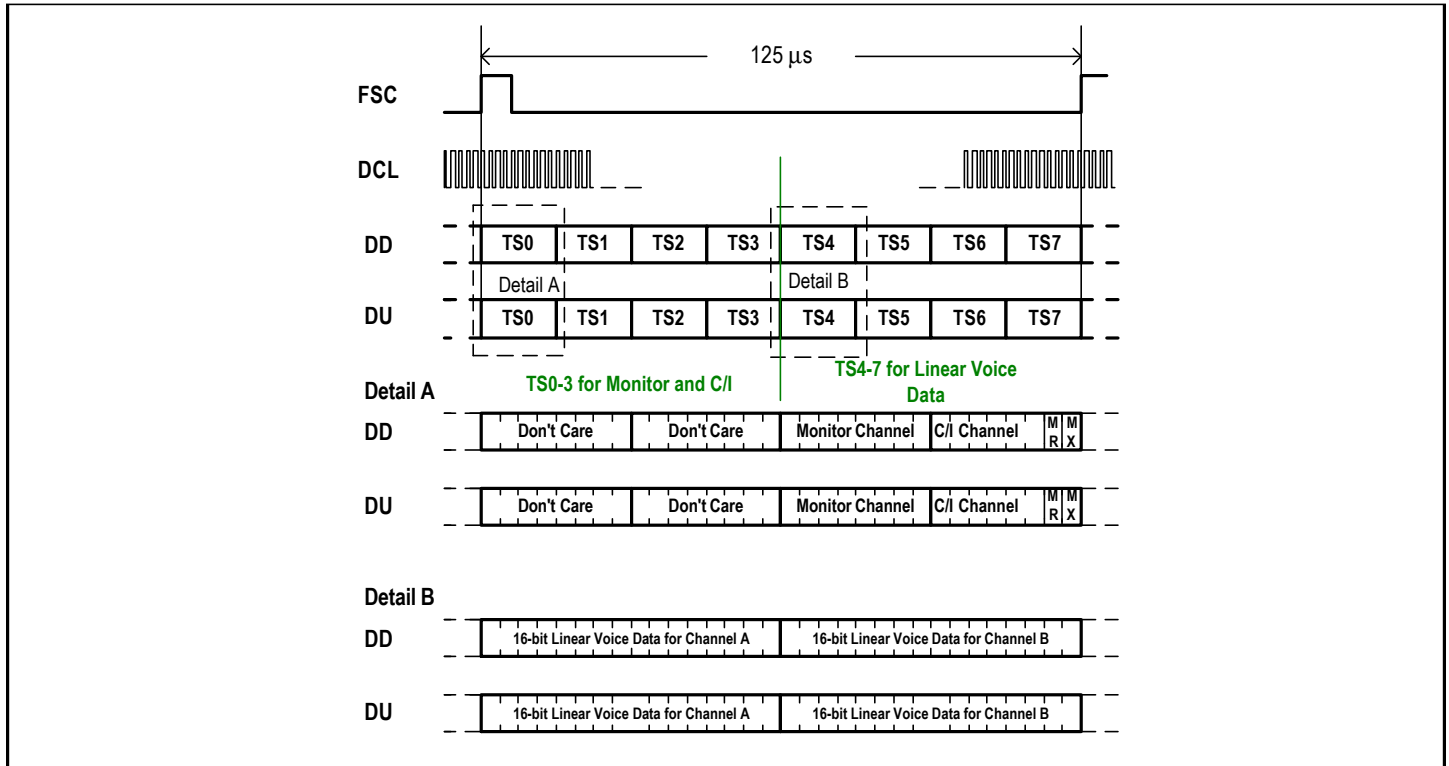 125 μs
FSC
DCL
DD TS0 TS1 TS2 TS3 TS4 TS5 TS6 TS7
Detail A Detail B
DU TS0 TS1 TS2 TS3 TS4 TS5 TS6 TS7
TS0-3 for Monitor and C/I
TS4-7 for Linear Voice
Data
Detail A
DD Don't Care Don't Care Monitor Channel C/I Channel M R M X
DU Don't Care Don't Care Monitor Channel C/I Channel M R M X
Detail B
DD 16-bit Linear Voice Data for Channel A 16-bit Linear Voice Data for Channel B
DU 16-bit Linear Voice Data for Channel A 16-bit Linear Voice Data for Channel B